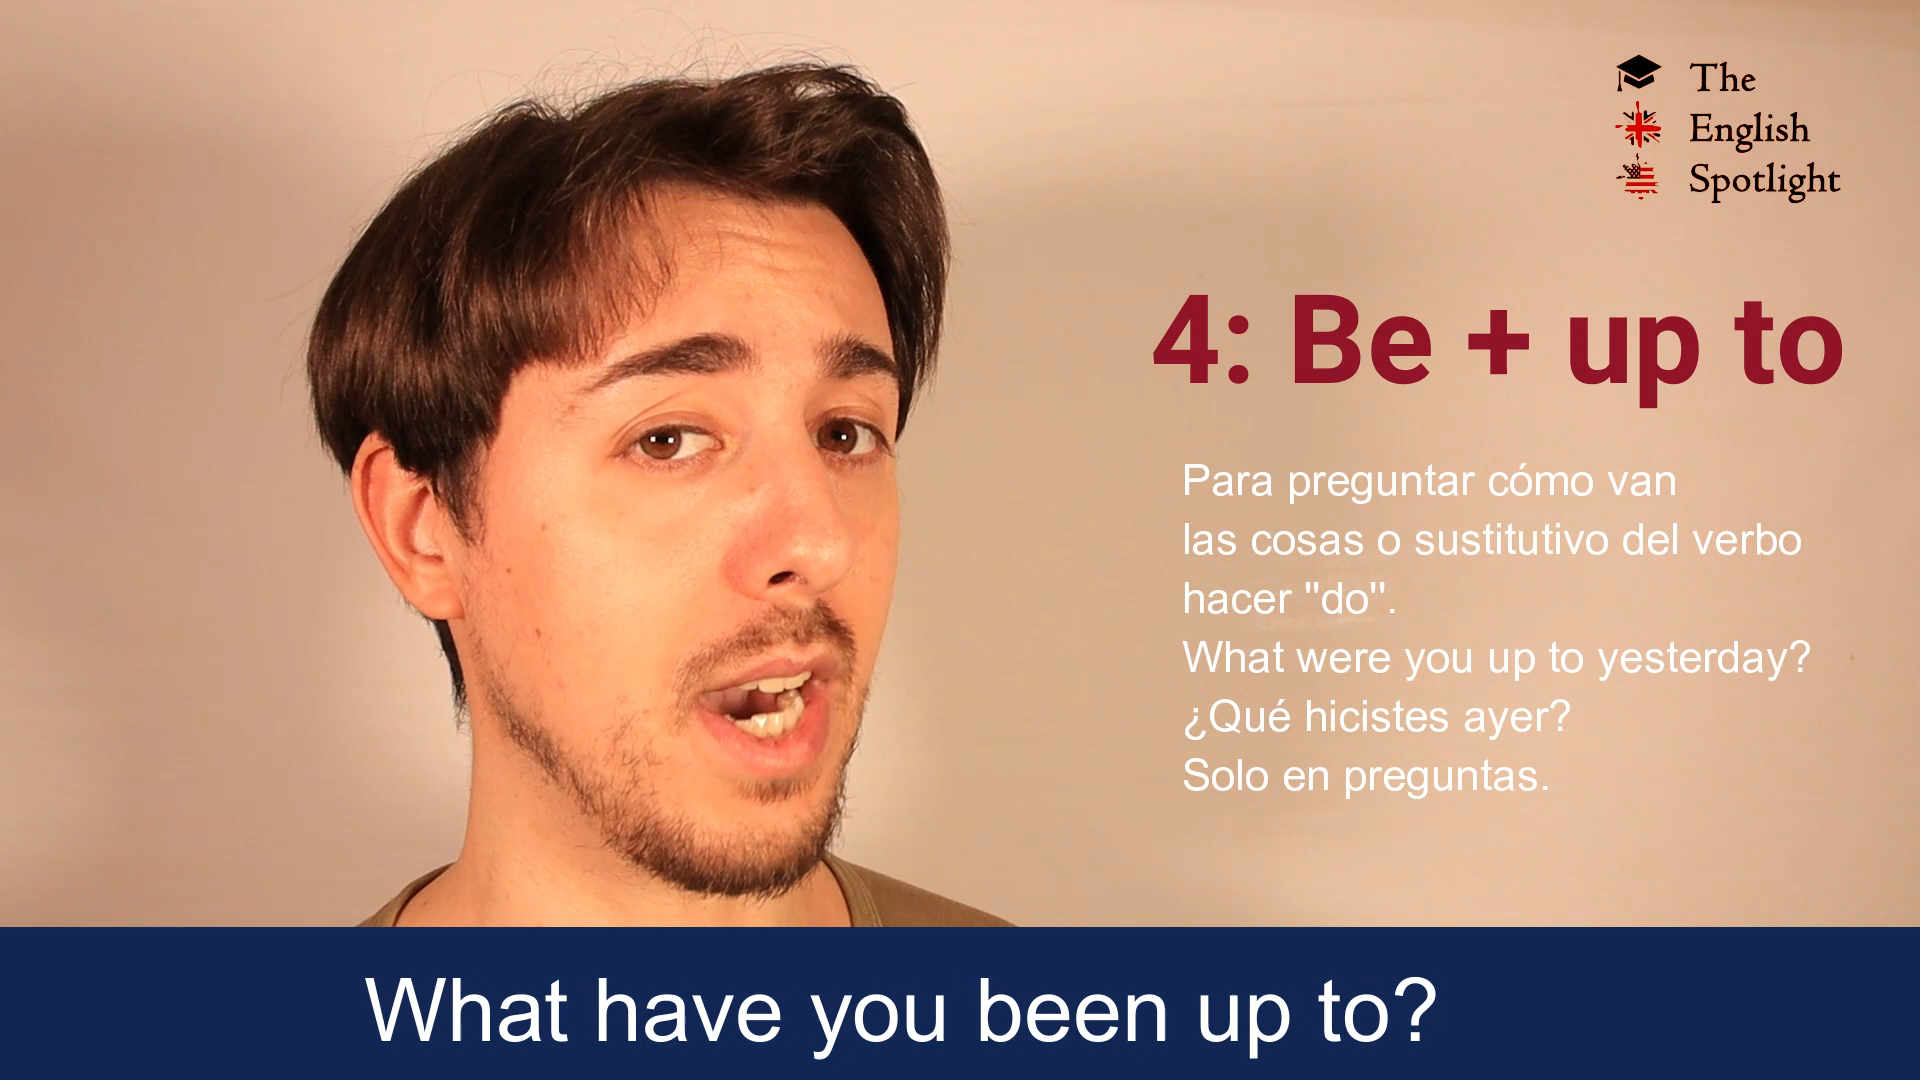 The
English
Spotlight
4: Be + up to
Para preguntar cómo van
las cosas o sustitutivo del verbo
hacer "do".
What were you up to yesterday?
¿Qué hicistes ayer?
Solo en preguntas.
What have you been up to?